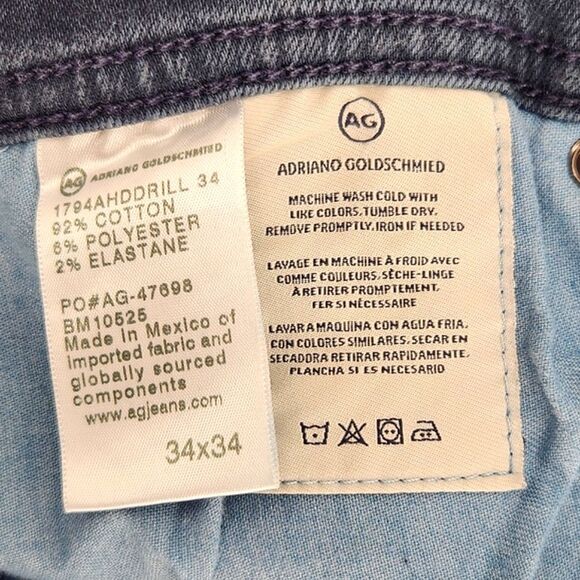 AG ADRIANO GOLDSCHMIED
1794AHDDRILL 34
92% COTTON
6% POLYESTER
2% ELASTANE
PO#AG-47698
BM10525
Made in Mexico of
imported fabric and
globally sourced
components
www.agjeans.com
34x34
AG
ADRIANO GOLDSCHMIED
MACHINE WASH COLD WITH
LIKE COLORS, TUMBLE DRY,
REMOVE PROMPTLY, IRON IF NEEDED
LAVAGE EN MACHINE À FROID AVEC
COMME COULEURS, SÈCHE-LINGE
À RETIRER PROMPTEMENT,
FER SI NÉCESSAIRE
LAVAR A MAQUINA CON AGUA FRIA,
CON COLORES SIMILARES, SECAR EN
SECADORA RETIRAR RAPIDAMENTE,
PLANCHA SI ES NECESARIO